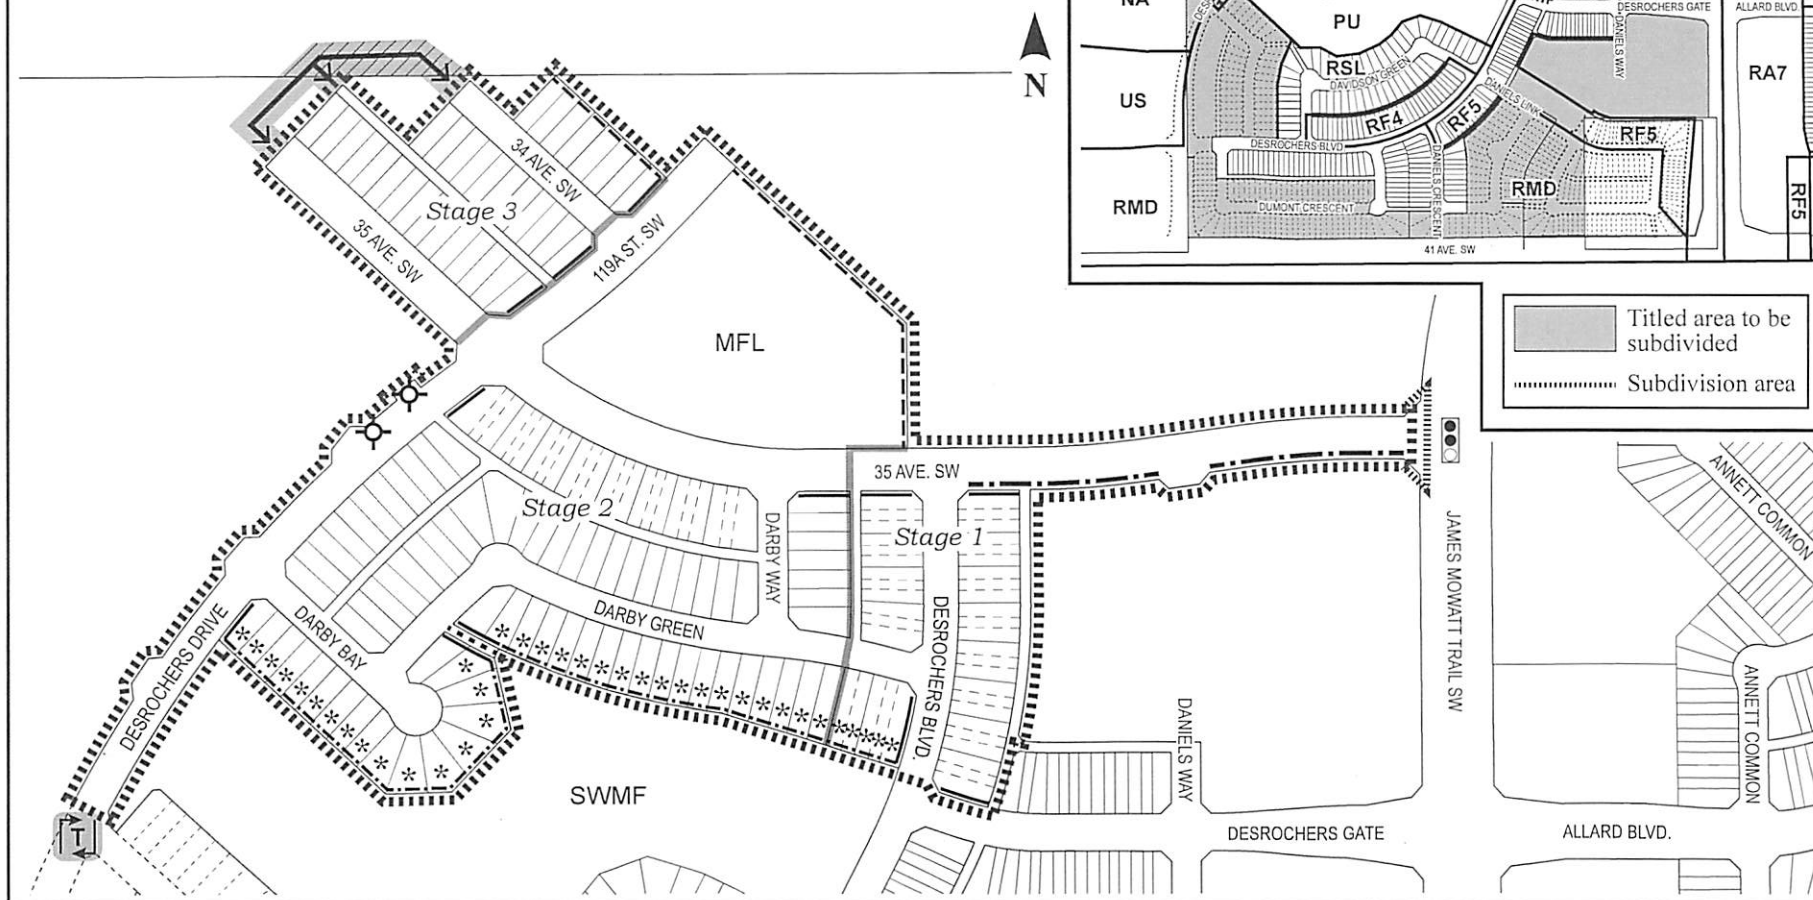 NA
PU
DESROCHERS GATE
ALLARD BLVD.
DANIELS WAY
US
RSL
DAVIDSON GREEN
RA7
RF4
RF5
DANIELS LINK
RF5
DESROCHERS BLVD
DANIELS CRESCENT
RMD
RMD
DUMONT CRESCENT
RF5
41 AVE. SW
N
Titled area to be
subdivided
Subdivision area
34 AVE. SW
Stage 3
35 AVE. SW
119A ST. SW
MFL
35 AVE. SW
Stage 2
Stage 1
DARBY WAY
DARBY GREEN
DARBY BAY
DESROCHERS DRIVE
DESROCHERS BLVD.
JAMES MOWATT TRAIL SW
ANNETT COMMON
ANNETT COMMON
DANIELS WAY
SWMF
T
DESROCHERS GATE
ALLARD BLVD.